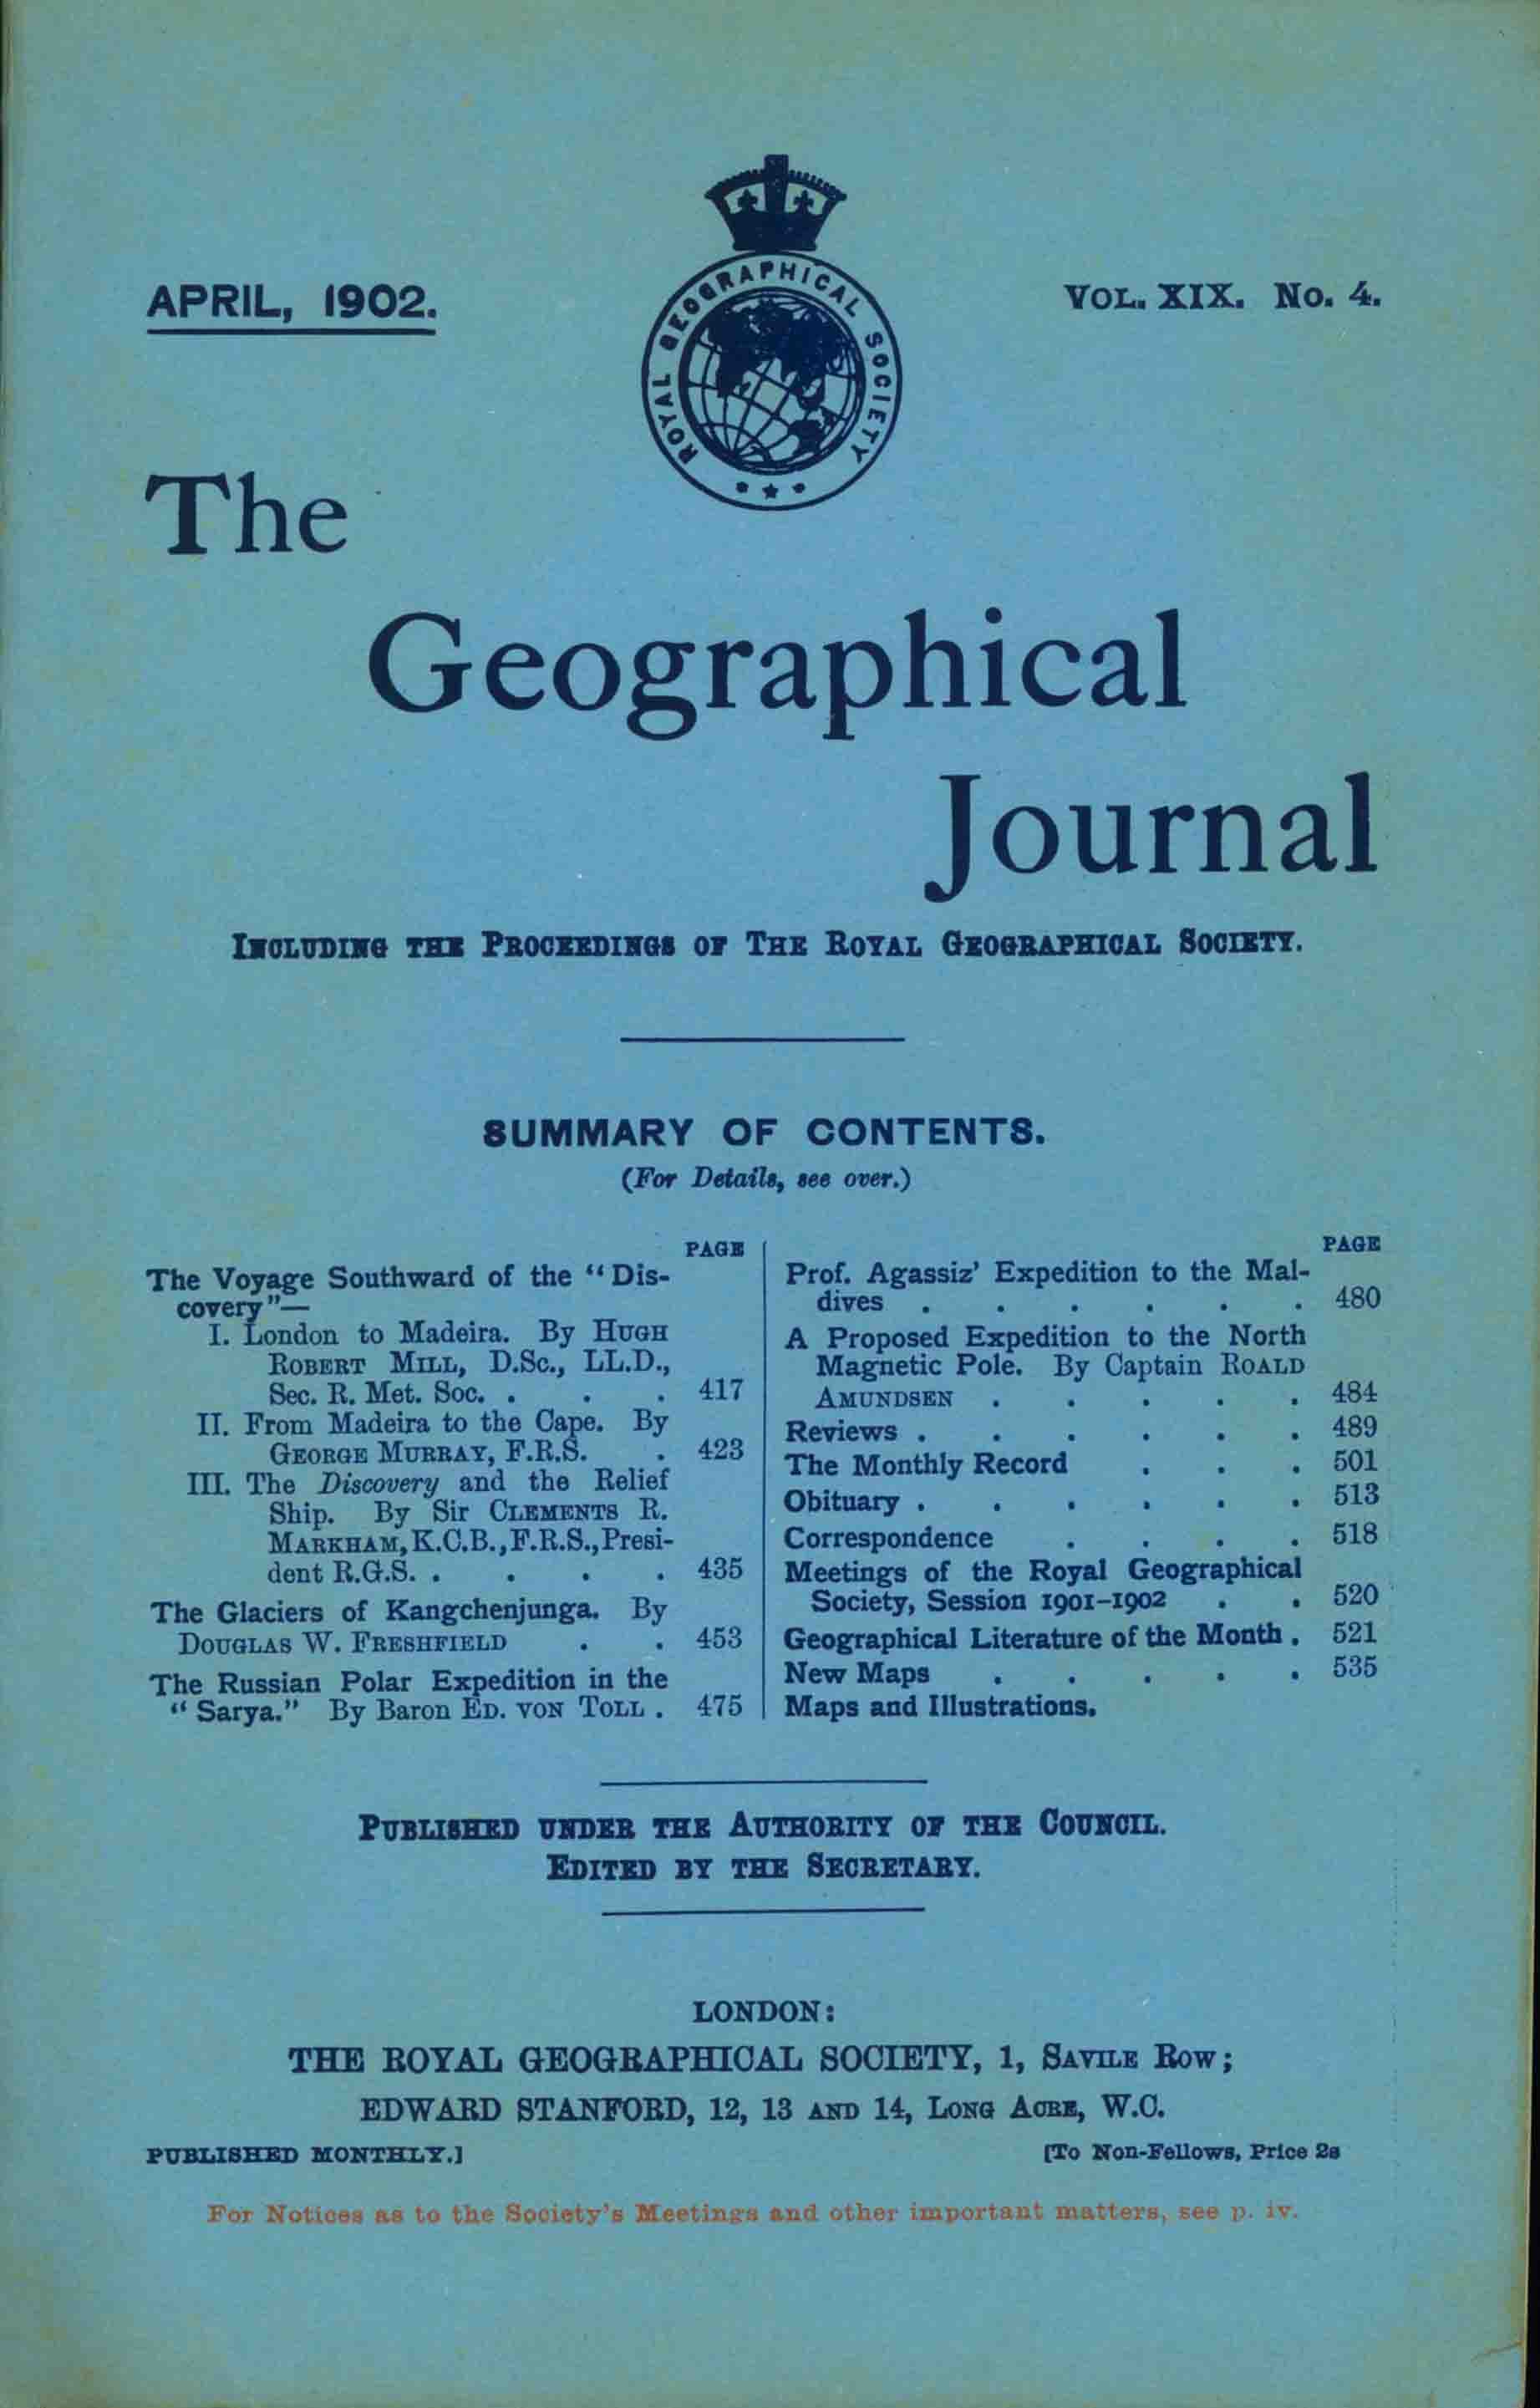 APRIL, 1902.
ROYAL GEOGRAPHICAL SOCIETY
VOL. XIX. No. 4.
The
Geographical
Journal
INCLUDING THE PROCEEDINGS OF THE ROYAL GEOGRAPHICAL SOCIETY.
SUMMARY OF CONTENTS.
(For Details, see over.)
PAGE
The Voyage Southward of the "Dis-
covery"—
I. London to Madeira. By HUGH
ROBERT MILL, D.Sc., LL.D.,
Sec. R. Met. Soc. . . . 417
II. From Madeira to the Cape. By
GEORGE MURRAY, F.R.S. . 423
III. The Discovery and the Relief
Ship. By Sir CLEMENTS R.
MARKHAM, K.C.B., F.R.S., Presi-
dent R.G.S. . . . . 435
The Glaciers of Kangchenjunga. By
DOUGLAS W. FRESHFIELD . . 453
The Russian Polar Expedition in the
"Sarya." By Baron ED. VON TOLL . 475
PAGE
Prof. Agassiz' Expedition to the Mal-
dives . . . . . . 480
A Proposed Expedition to the North
Magnetic Pole. By Captain ROALD
AMUNDSEN . . . . . 484
Reviews . . . . . . 489
The Monthly Record . . . 501
Obituary . . . . . . 513
Correspondence . . . . 518
Meetings of the Royal Geographical
Society, Session 1901–1902 . . 520
Geographical Literature of the Month . 521
New Maps . . . . . 535
Maps and Illustrations.
PUBLISHED UNDER THE AUTHORITY OF THE COUNCIL.
EDITED BY THE SECRETARY.
LONDON:
THE ROYAL GEOGRAPHICAL SOCIETY, 1, SAVILE ROW;
EDWARD STANFORD, 12, 13 AND 14, LONG ACRE, W.C.
PUBLISHED MONTHLY.]
[To Non-Fellows, Price 2s
For Notices as to the Society's Meetings and other important matters, see p. iv.